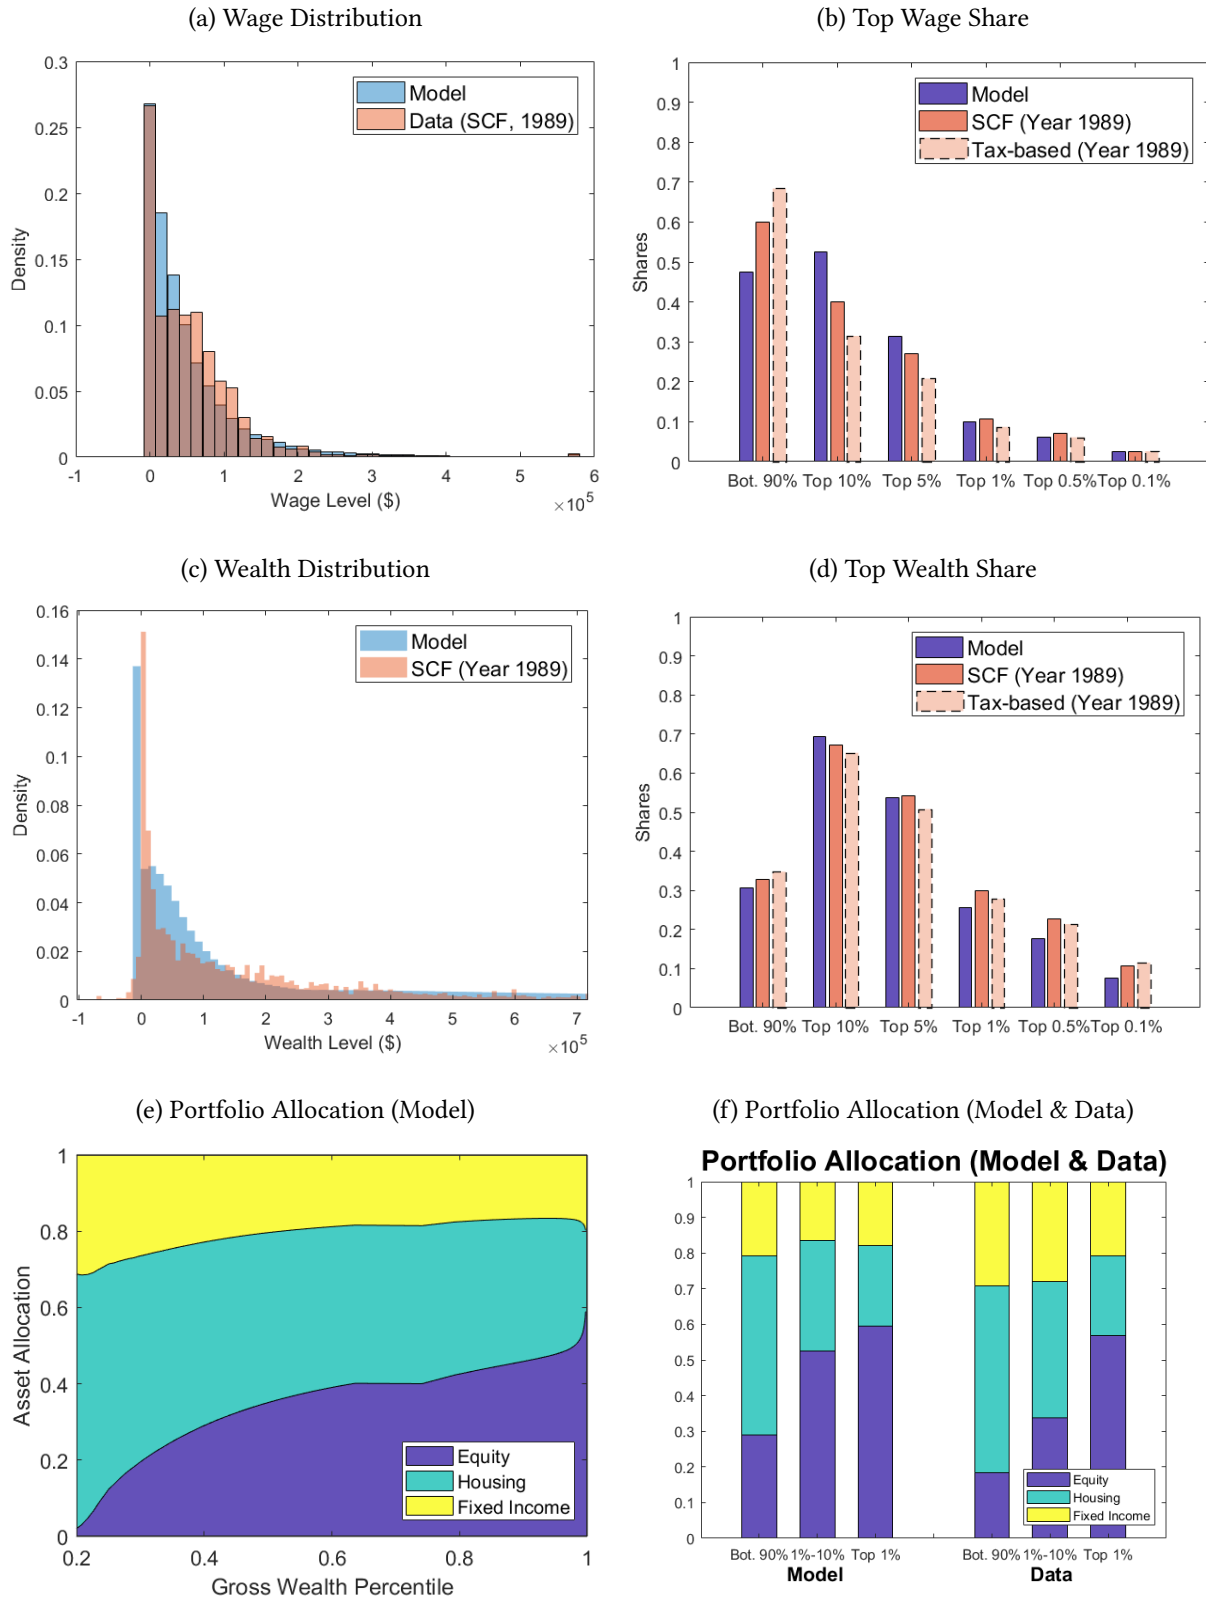 (a) Wage Distribution
0.3
0.25
0.2
0.15
0.1
0.05
0
Density
Model
Data (SCF, 1989)
-1 0 1 2 3 4 5 6
Wage Level ($)
×10^5
(b) Top Wage Share
1
0.9
0.8
0.7
0.6
0.5
0.4
0.3
0.2
0.1
0
Shares
Model
SCF (Year 1989)
Tax-based (Year 1989)
Bot. 90% Top 10% Top 5% Top 1% Top 0.5% Top 0.1%
(c) Wealth Distribution
0.16
0.14
0.12
0.1
0.08
0.06
0.04
0.02
0
Density
Model
SCF (Year 1989)
-1 0 1 2 3 4 5 6 7
Wealth Level ($)
×10^5
(d) Top Wealth Share
1
0.9
0.8
0.7
0.6
0.5
0.4
0.3
0.2
0.1
0
Shares
Model
SCF (Year 1989)
Tax-based (Year 1989)
Bot. 90% Top 10% Top 5% Top 1% Top 0.5% Top 0.1%
(e) Portfolio Allocation (Model)
1
0.8
0.6
0.4
0.2
0
Asset Allocation
Equity
Housing
Fixed Income
0.2 0.4 0.6 0.8 1
Gross Wealth Percentile
(f) Portfolio Allocation (Model & Data)
Portfolio Allocation (Model & Data)
1
0.9
0.8
0.7
0.6
0.5
0.4
0.3
0.2
0.1
0
Equity
Housing
Fixed Income
Bot. 90% 1%-10% Top 1% Bot. 90% 1%-10% Top 1%
Model Data